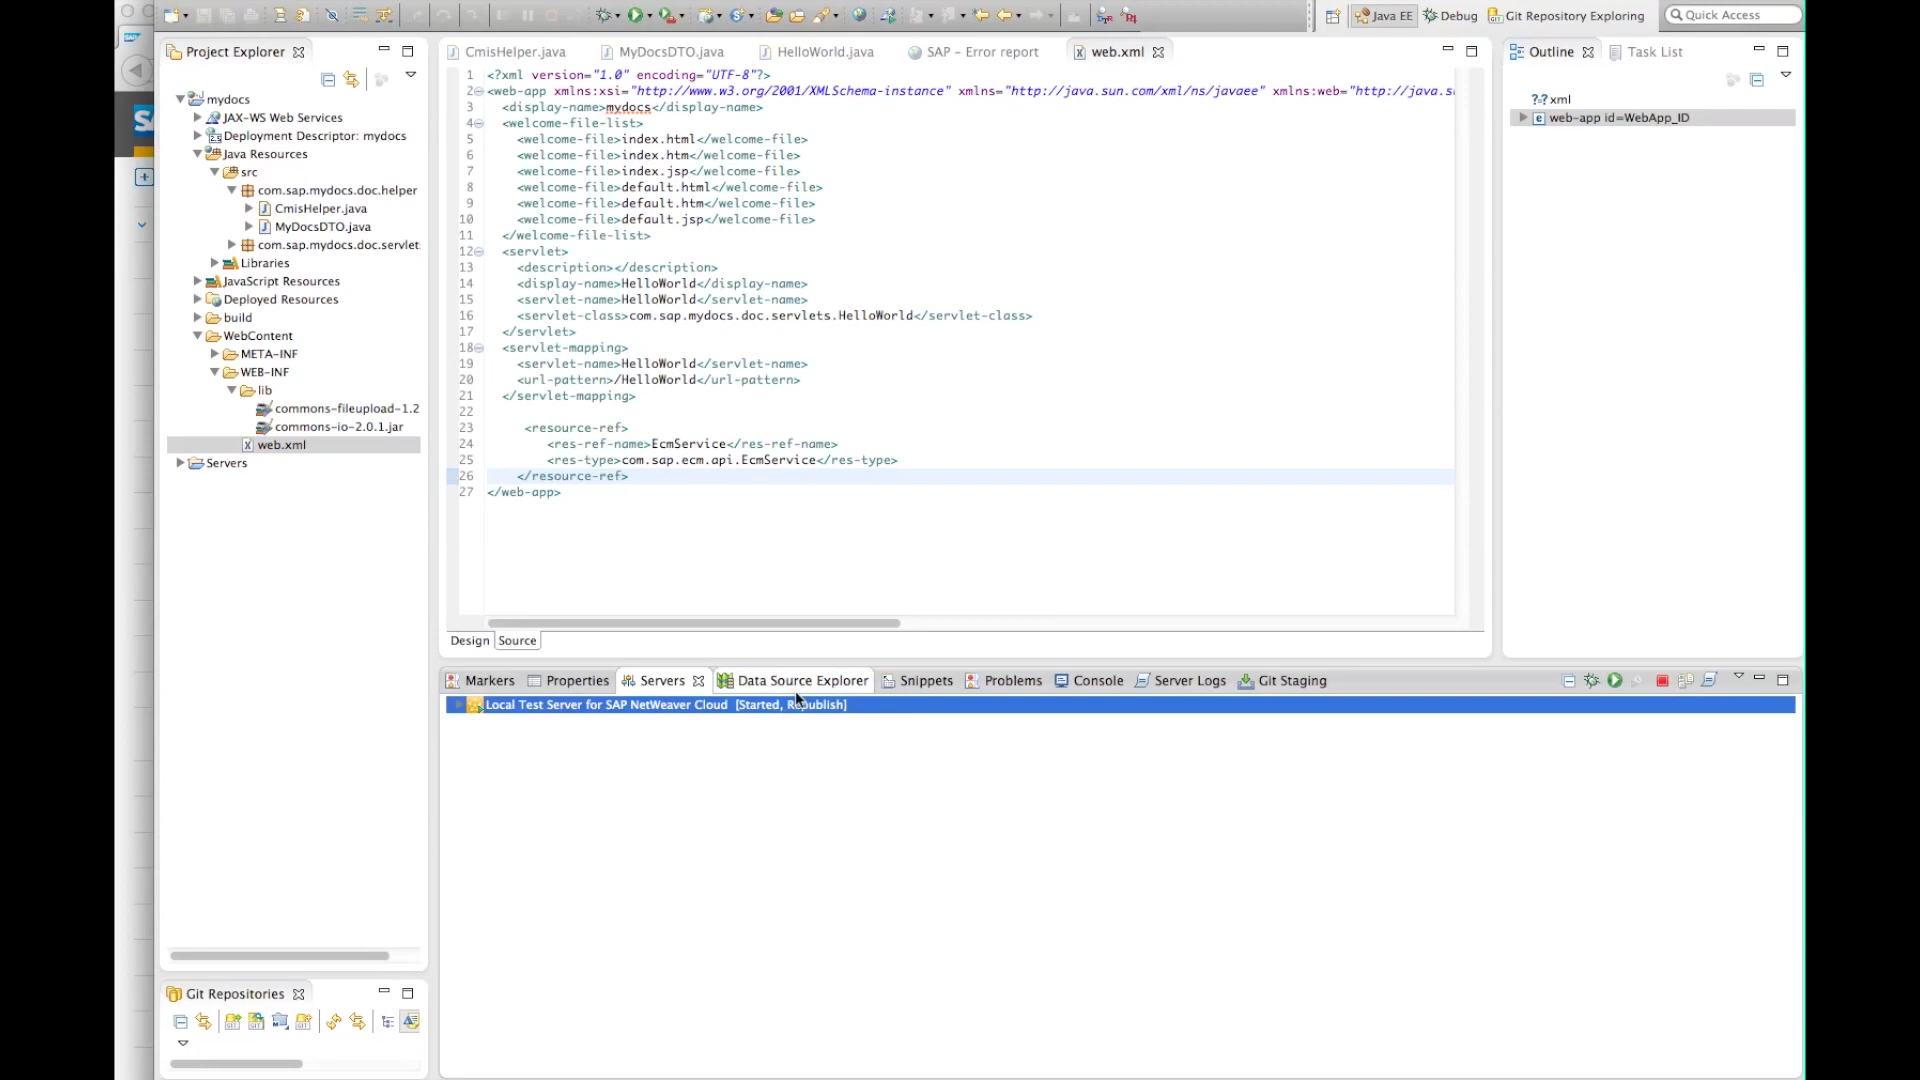 Java EE
Debug
Git Repository Exploring
Quick Access
Project Explorer
mydocs
JAX-WS Web Services
Deployment Descriptor: mydocs
Java Resources
src
com.sap.mydocs.doc.helper
CmisHelper.java
MyDocsDTO.java
com.sap.mydocs.doc.servlet
Libraries
JavaScript Resources
Deployed Resources
build
WebContent
META-INF
WEB-INF
lib
commons-fileupload-1.2
commons-io-2.0.1.jar
web.xml
Servers
Git Repositories
CmisHelper.java
MyDocsDTO.java
HelloWorld.java
SAP - Error report
web.xml
1 <?xml version="1.0" encoding="UTF-8"?>
2 <web-app xmlns:xsi="http://www.w3.org/2001/XMLSchema-instance" xmlns="http://java.sun.com/xml/ns/javaee" xmlns:web="http://java.s
3 <display-name>mydocs</display-name>
4 <welcome-file-list>
5 <welcome-file>index.html</welcome-file>
6 <welcome-file>index.htm</welcome-file>
7 <welcome-file>index.jsp</welcome-file>
8 <welcome-file>default.html</welcome-file>
9 <welcome-file>default.htm</welcome-file>
10 <welcome-file>default.jsp</welcome-file>
11 </welcome-file-list>
12 <servlet>
13 <description></description>
14 <display-name>HelloWorld</display-name>
15 <servlet-name>HelloWorld</servlet-name>
16 <servlet-class>com.sap.mydocs.doc.servlets.HelloWorld</servlet-class>
17 </servlet>
18 <servlet-mapping>
19 <servlet-name>HelloWorld</servlet-name>
20 <url-pattern>/HelloWorld</url-pattern>
21 </servlet-mapping>
22
23 <resource-ref>
24 <res-ref-name>EcmService</res-ref-name>
25 <res-type>com.sap.ecm.api.EcmService</res-type>
26 </resource-ref>
27 </web-app>
Design
Source
Outline
Task List
?? xml
web-app id=WebApp_ID
Markers
Properties
Servers
Data Source Explorer
Snippets
Problems
Console
Server Logs
Git Staging
Local Test Server for SAP NetWeaver Cloud [Started, Republish]